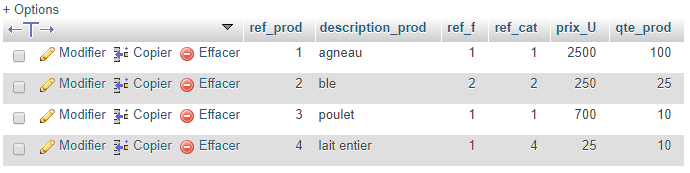 + Options
ref_prod description_prod ref_f ref_cat prix_U qte_prod
Modifier Copier Effacer 1 agneau 1 1 2500 100
Modifier Copier Effacer 2 ble 2 2 250 25
Modifier Copier Effacer 3 poulet 1 1 700 10
Modifier Copier Effacer 4 lait entier 1 4 25 10